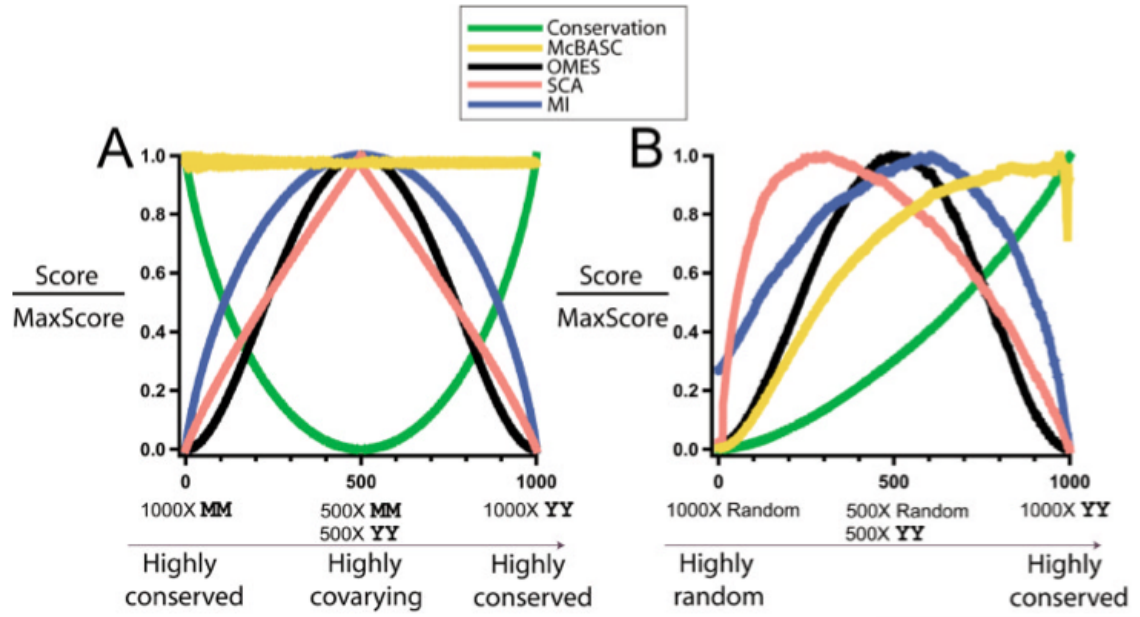 Conservation
McBASC
OMES
SCA
MI
A
1.0
0.8
0.6
0.4
0.2
0.0
Score
MaxScore
0
500
1000
1000X MM
500X MM
500X YY
1000X YY
Highly
conserved
Highly
covarying
Highly
conserved
B
1.0
0.8
0.6
0.4
0.2
0.0
Score
MaxScore
0
500
1000
1000X Random
500X Random
500X YY
1000X YY
Highly
random
Highly
conserved